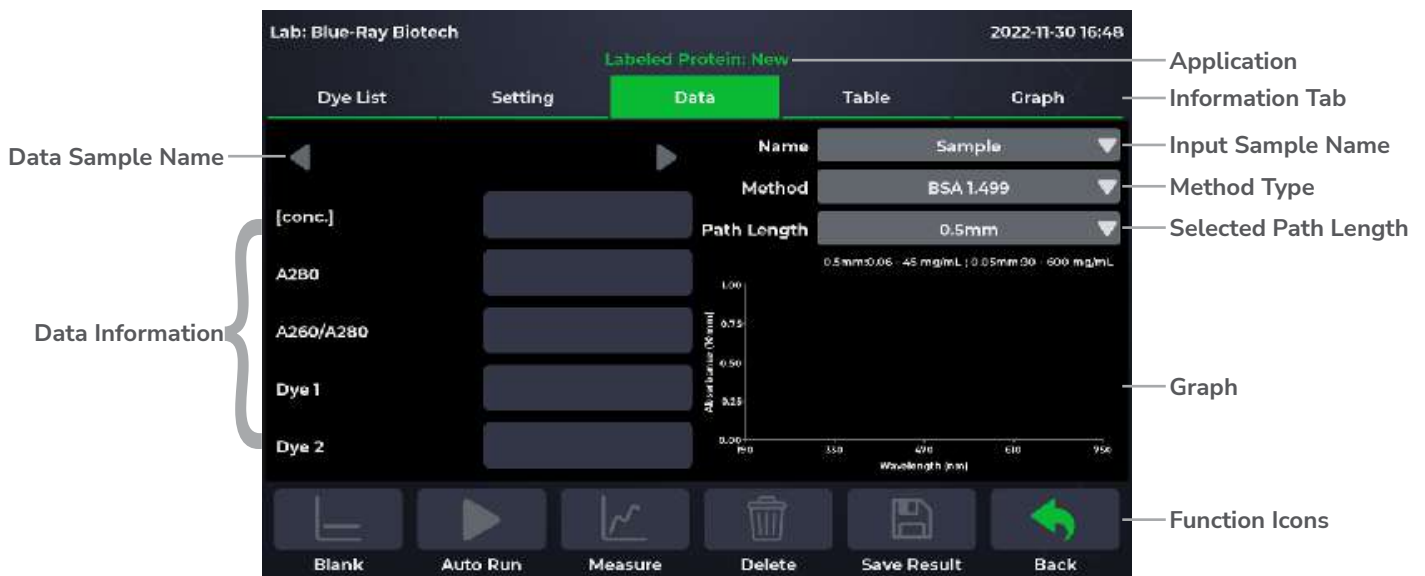 Lab: Blue-Ray Biotech 2022-11-30 16:48
Labeled Protein: New
Application
Dye List Setting Data Table Graph
Information Tab
Data Sample Name
Name Sample
Input Sample Name
Method BSA 1.499
Method Type
Path Length 0.5mm
Selected Path Length
0.5mm:0.06 - 45 mg/mL ; 0.05mm:30 - 600 mg/mL
Data Information
[conc.]
A280
A260/A280
Dye 1
Dye 2
1.00
0.75
0.50
0.25
0.00
Absorbance (10mm)
190 330 470 610 750
Wavelength (nm)
Graph
Blank Auto Run Measure Delete Save Result Back
Function Icons